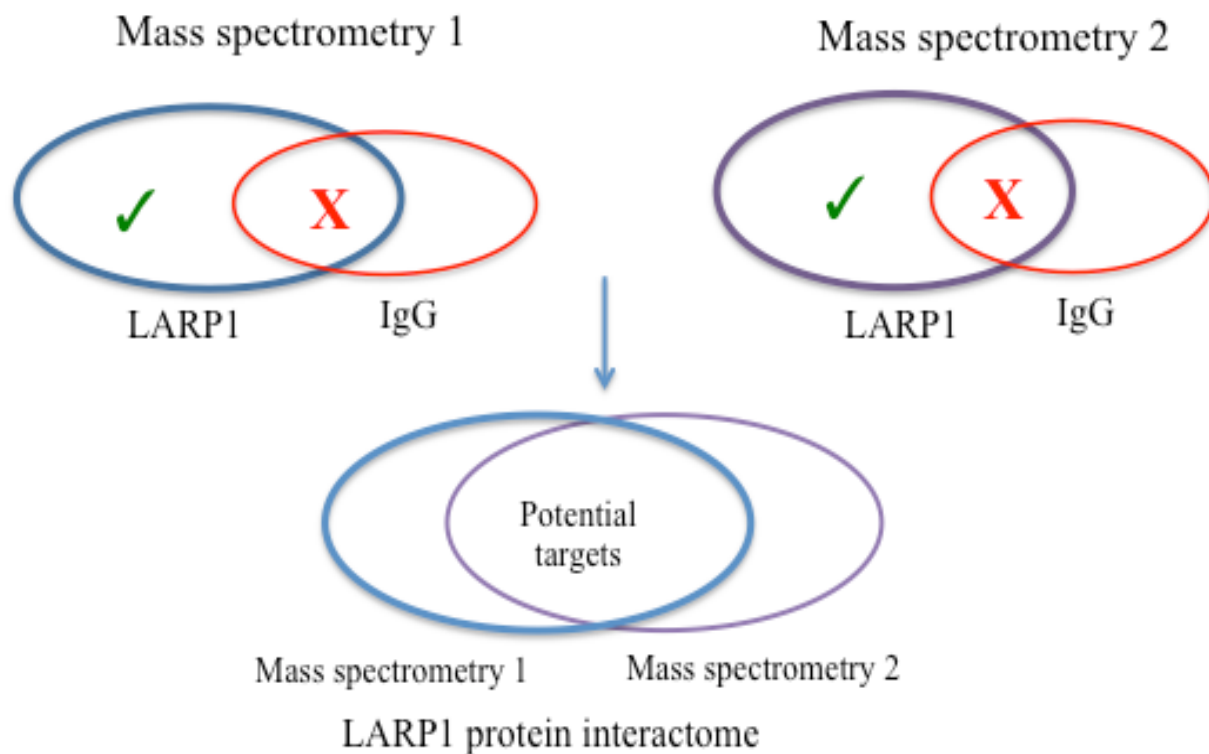 Mass spectrometry 1
Mass spectrometry 2
✓
X
✓
X
LARP1
IgG
LARP1
IgG
Potential
targets
Mass spectrometry 1
Mass spectrometry 2
LARP1 protein interactome